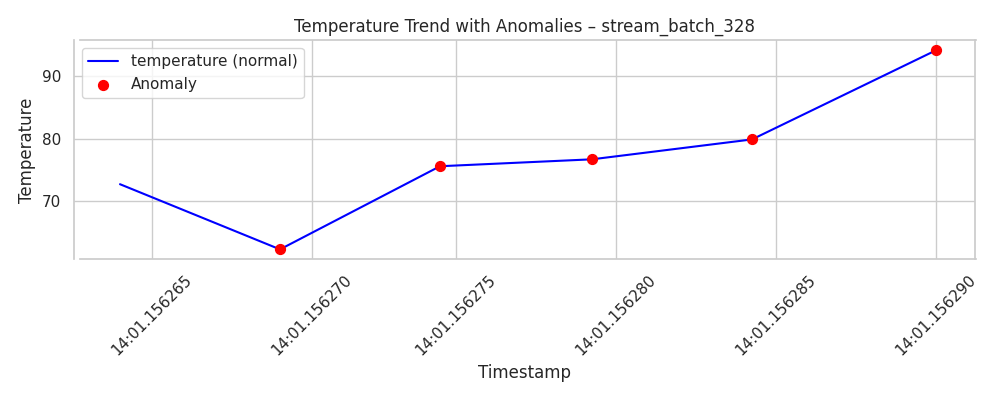 Temperature Trend with Anomalies – stream_batch_328
temperature (normal)
Anomaly
Temperature
90
80
70
14:01.156265
14:01.156270
14:01.156275
14:01.156280
14:01.156285
14:01.156290
Timestamp